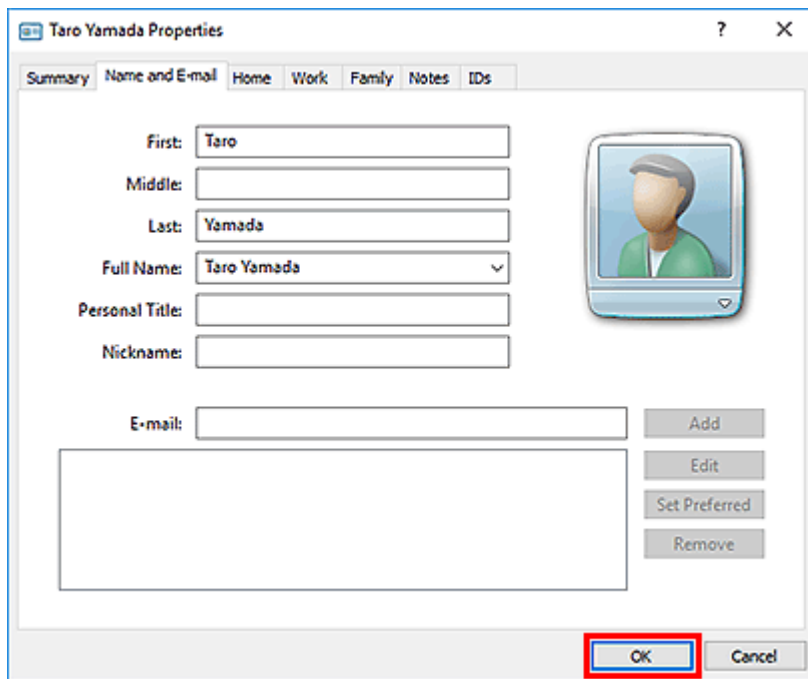 Taro Yamada Properties ?
Summary Name and E-mail Home Work Family Notes IDs
First: Taro
Middle:
Last: Yamada
Full Name: Taro Yamada
Personal Title:
Nickname:
E-mail: Add
Edit
Set Preferred
Remove
OK Cancel